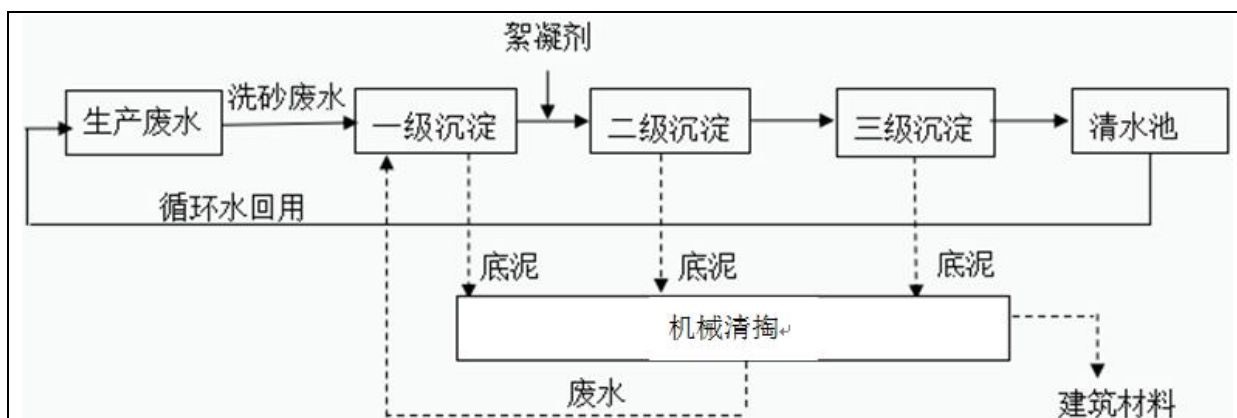 絮凝剂
生产废水
洗砂废水
一级沉淀
二级沉淀
三级沉淀
清水池
循环水回用
底泥
底泥
底泥
机械清掏
废水
建筑材料